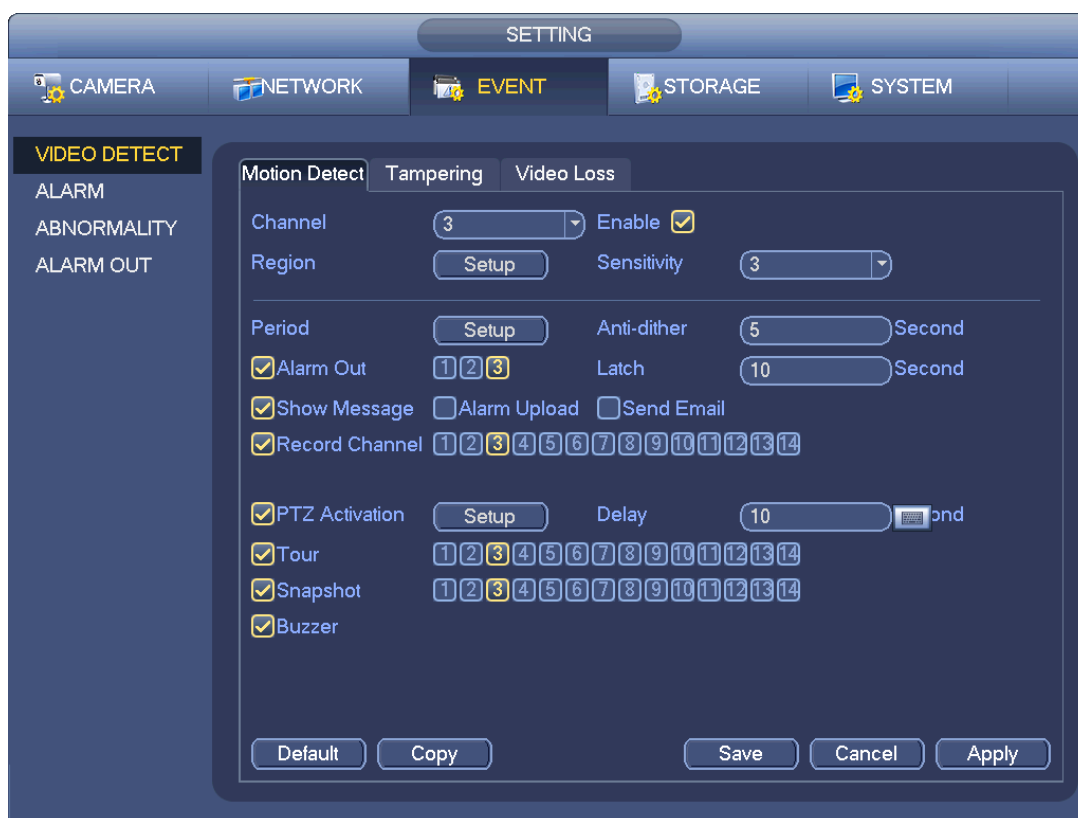 SETTING
CAMERA NETWORK EVENT STORAGE SYSTEM
VIDEO DETECT
ALARM
ABNORMALITY
ALARM OUT
Motion Detect Tampering Video Loss
Channel 3 Enable
Region Setup Sensitivity 3
Period Setup Anti-dither 5 Second
Alarm Out 1 2 3 Latch 10 Second
Show Message Alarm Upload Send Email
Record Channel 1 2 3 4 5 6 7 8 9 10 11 12 13 14
PTZ Activation Setup Delay 10 ond
Tour 1 2 3 4 5 6 7 8 9 10 11 12 13 14
Snapshot 1 2 3 4 5 6 7 8 9 10 11 12 13 14
Buzzer
Default Copy Save Cancel Apply